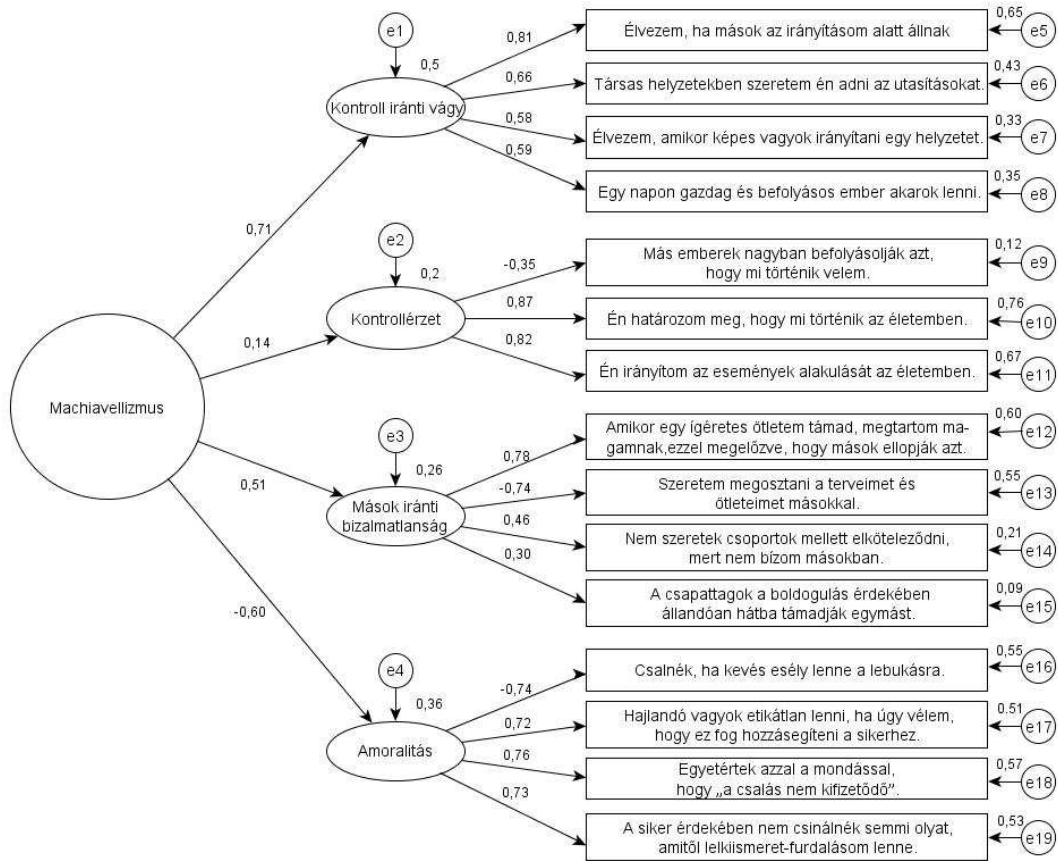 e1
0,5
Kontroll iránti vágy
0,81
0,66
0,58
0,59
Élvezem, ha mások az irányításom alatt állnak
0,65
e5
Társas helyzetekben szeretem én adni az utasításokat.
0,43
e6
Élvezem, amikor képes vagyok irányítani egy helyzetet.
0,33
e7
Egy napon gazdag és befolyásos ember akarok lenni.
0,35
e8
0,71
e2
0,2
Kontrollérzet
-0,35
0,87
0,82
Más emberek nagyban befolyásolják azt,
hogy mi történik velem.
0,12
e9
Én határozom meg, hogy mi történik az életemben.
0,76
e10
Én irányítom az események alakulását az életemben.
0,67
e11
0,14
Machiavellizmus
0,51
e3
0,26
Mások iránti
bizalmatlanság
0,78
-0,74
0,46
0,30
Amikor egy ígéretes őtletem támad, megtartom ma-
gamnak,ezzel megelőzve, hogy mások ellopják azt.
0,60
e12
Szeretem megosztani a terveimet és
őtleteimet másokkal.
0,55
e13
Nem szeretek csoportok mellett elköteleződni,
mert nem bízom másokban.
0,21
e14
A csapattagok a boldogulás érdekében
állandóan hátba támadják egymást.
0,09
e15
-0,60
e4
0,36
Amoralitás
-0,74
0,72
0,76
0,73
Csalnék, ha kevés esély lenne a lebukásra.
0,55
e16
Hajlandó vagyok etikátlan lenni, ha úgy vélem,
hogy ez fog hozzásegíteni a sikerhez.
0.51
e17
Egyetértek azzal a mondással,
hogy „a csalás nem kifizetődő”.
0,57
e18
A siker érdekében nem csinálnék semmi olyat,
amitől lelkiismeret-furdalásom lenne.
0,53
e19